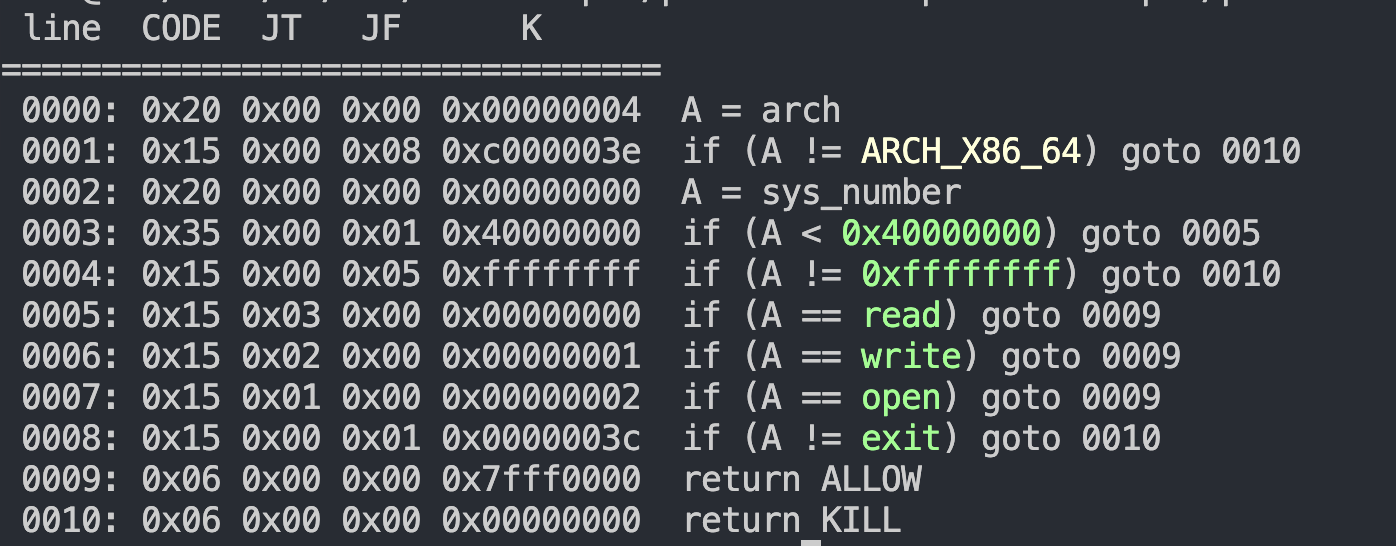 line CODE JT JF K
=================================
0000: 0x20 0x00 0x00 0x00000004 A = arch
0001: 0x15 0x00 0x08 0xc000003e if (A != ARCH_X86_64) goto 0010
0002: 0x20 0x00 0x00 0x00000000 A = sys_number
0003: 0x35 0x00 0x01 0x40000000 if (A < 0x40000000) goto 0005
0004: 0x15 0x00 0x05 0xffffffff if (A != 0xffffffff) goto 0010
0005: 0x15 0x03 0x00 0x00000000 if (A == read) goto 0009
0006: 0x15 0x02 0x00 0x00000001 if (A == write) goto 0009
0007: 0x15 0x01 0x00 0x00000002 if (A == open) goto 0009
0008: 0x15 0x00 0x01 0x0000003c if (A != exit) goto 0010
0009: 0x06 0x00 0x00 0x7fff0000 return ALLOW
0010: 0x06 0x00 0x00 0x00000000 return KILL